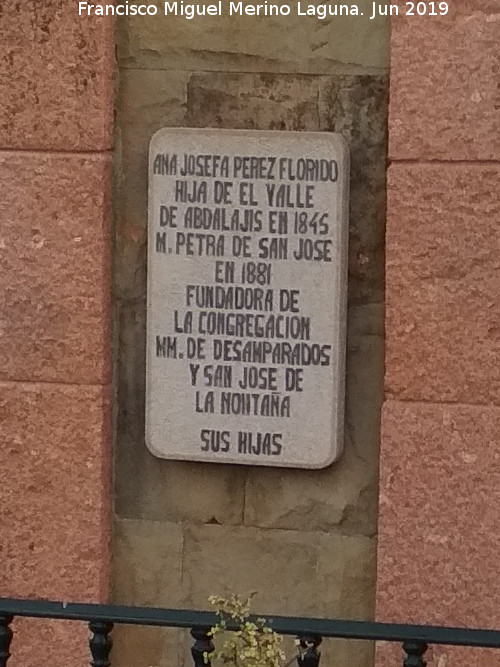 Francisco Miguel Merino Laguna. Jun 2019
ANA JOSEFA PEREZ FLORIDO
HIJA DE EL VALLE
DE ABDALAJIS EN 1845
M. PETRA DE SAN JOSE
EN 1881
FUNDADORA DE
LA CONGREGACION
MM. DE DESAMPARADOS
Y SAN JOSE DE
LA MONTAÑA
SUS HIJAS